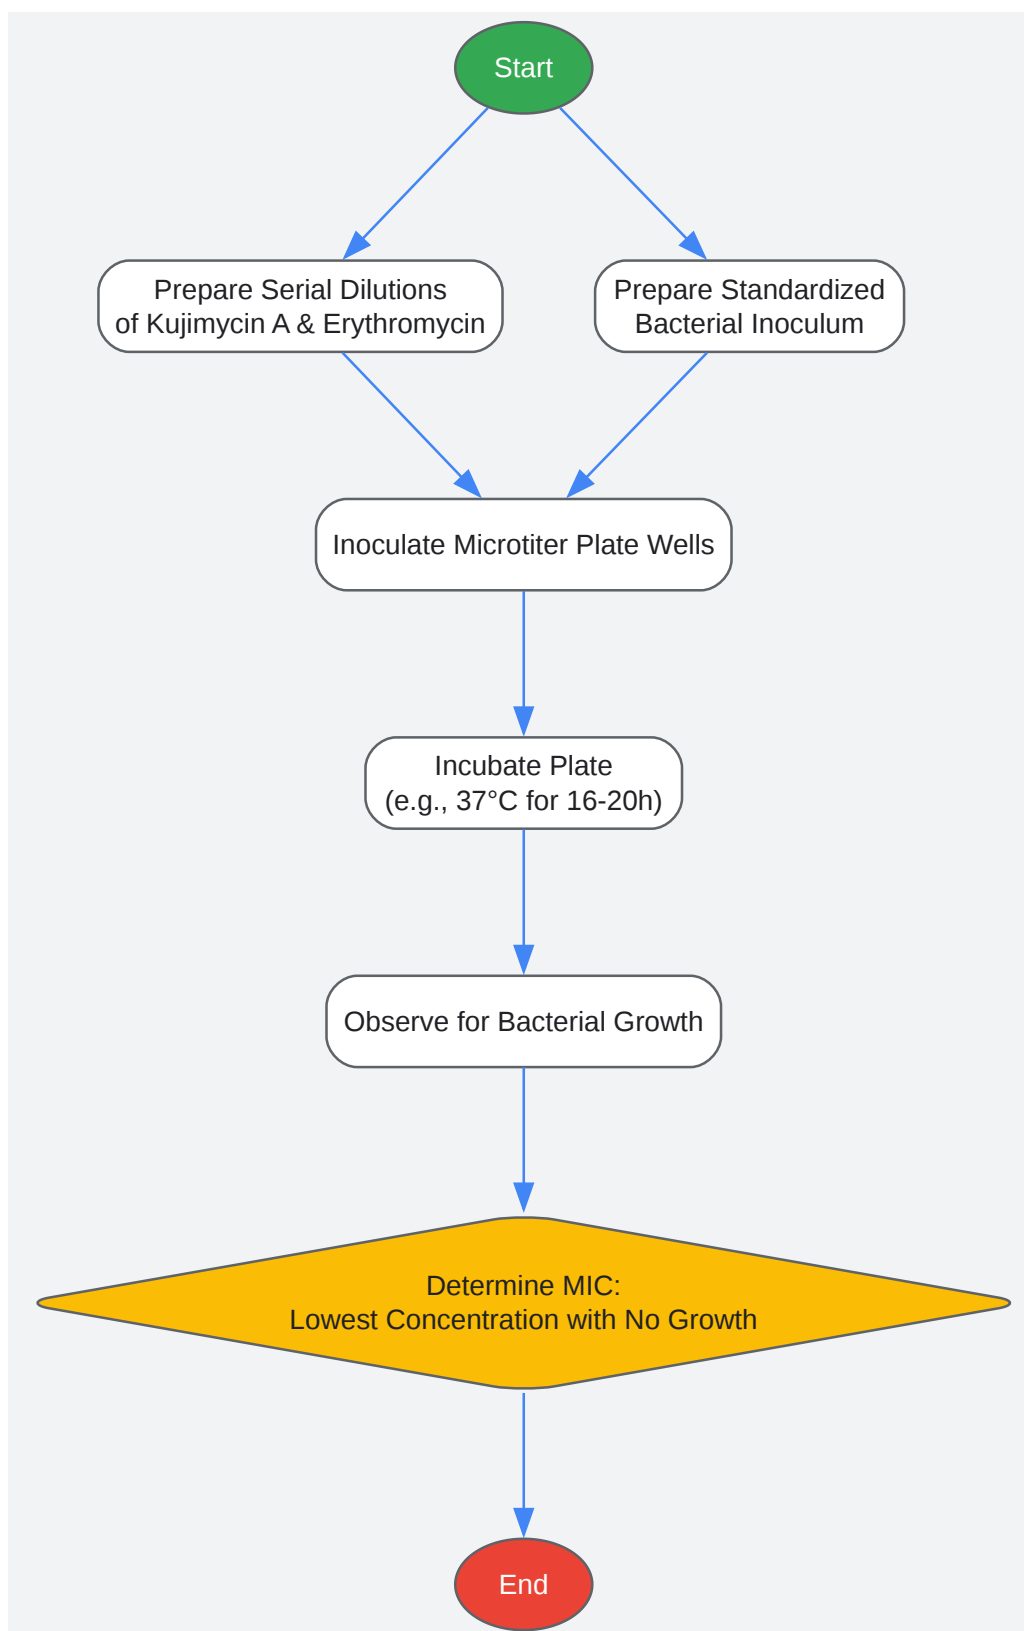 Start
Prepare Serial Dilutions
of Kujimycin A & Erythromycin
Prepare Standardized
Bacterial Inoculum
Inoculate Microtiter Plate Wells
Incubate Plate
(e.g., 37°C for 16-20h)
Observe for Bacterial Growth
Determine MIC:
Lowest Concentration with No Growth
End